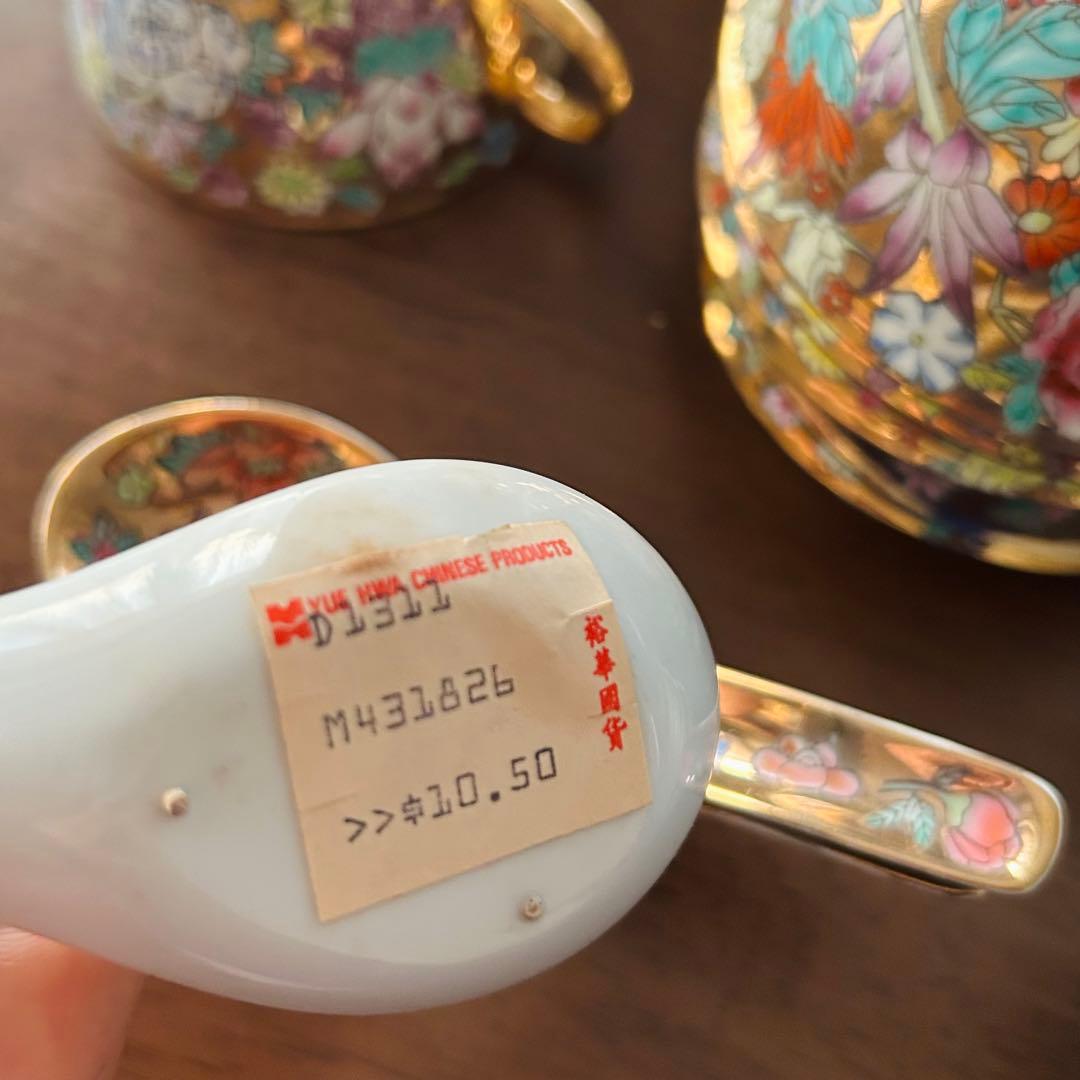 YUE HWA CHINESE PRODUCTS
D1311
裕華國貨
M431826
>>$10.50